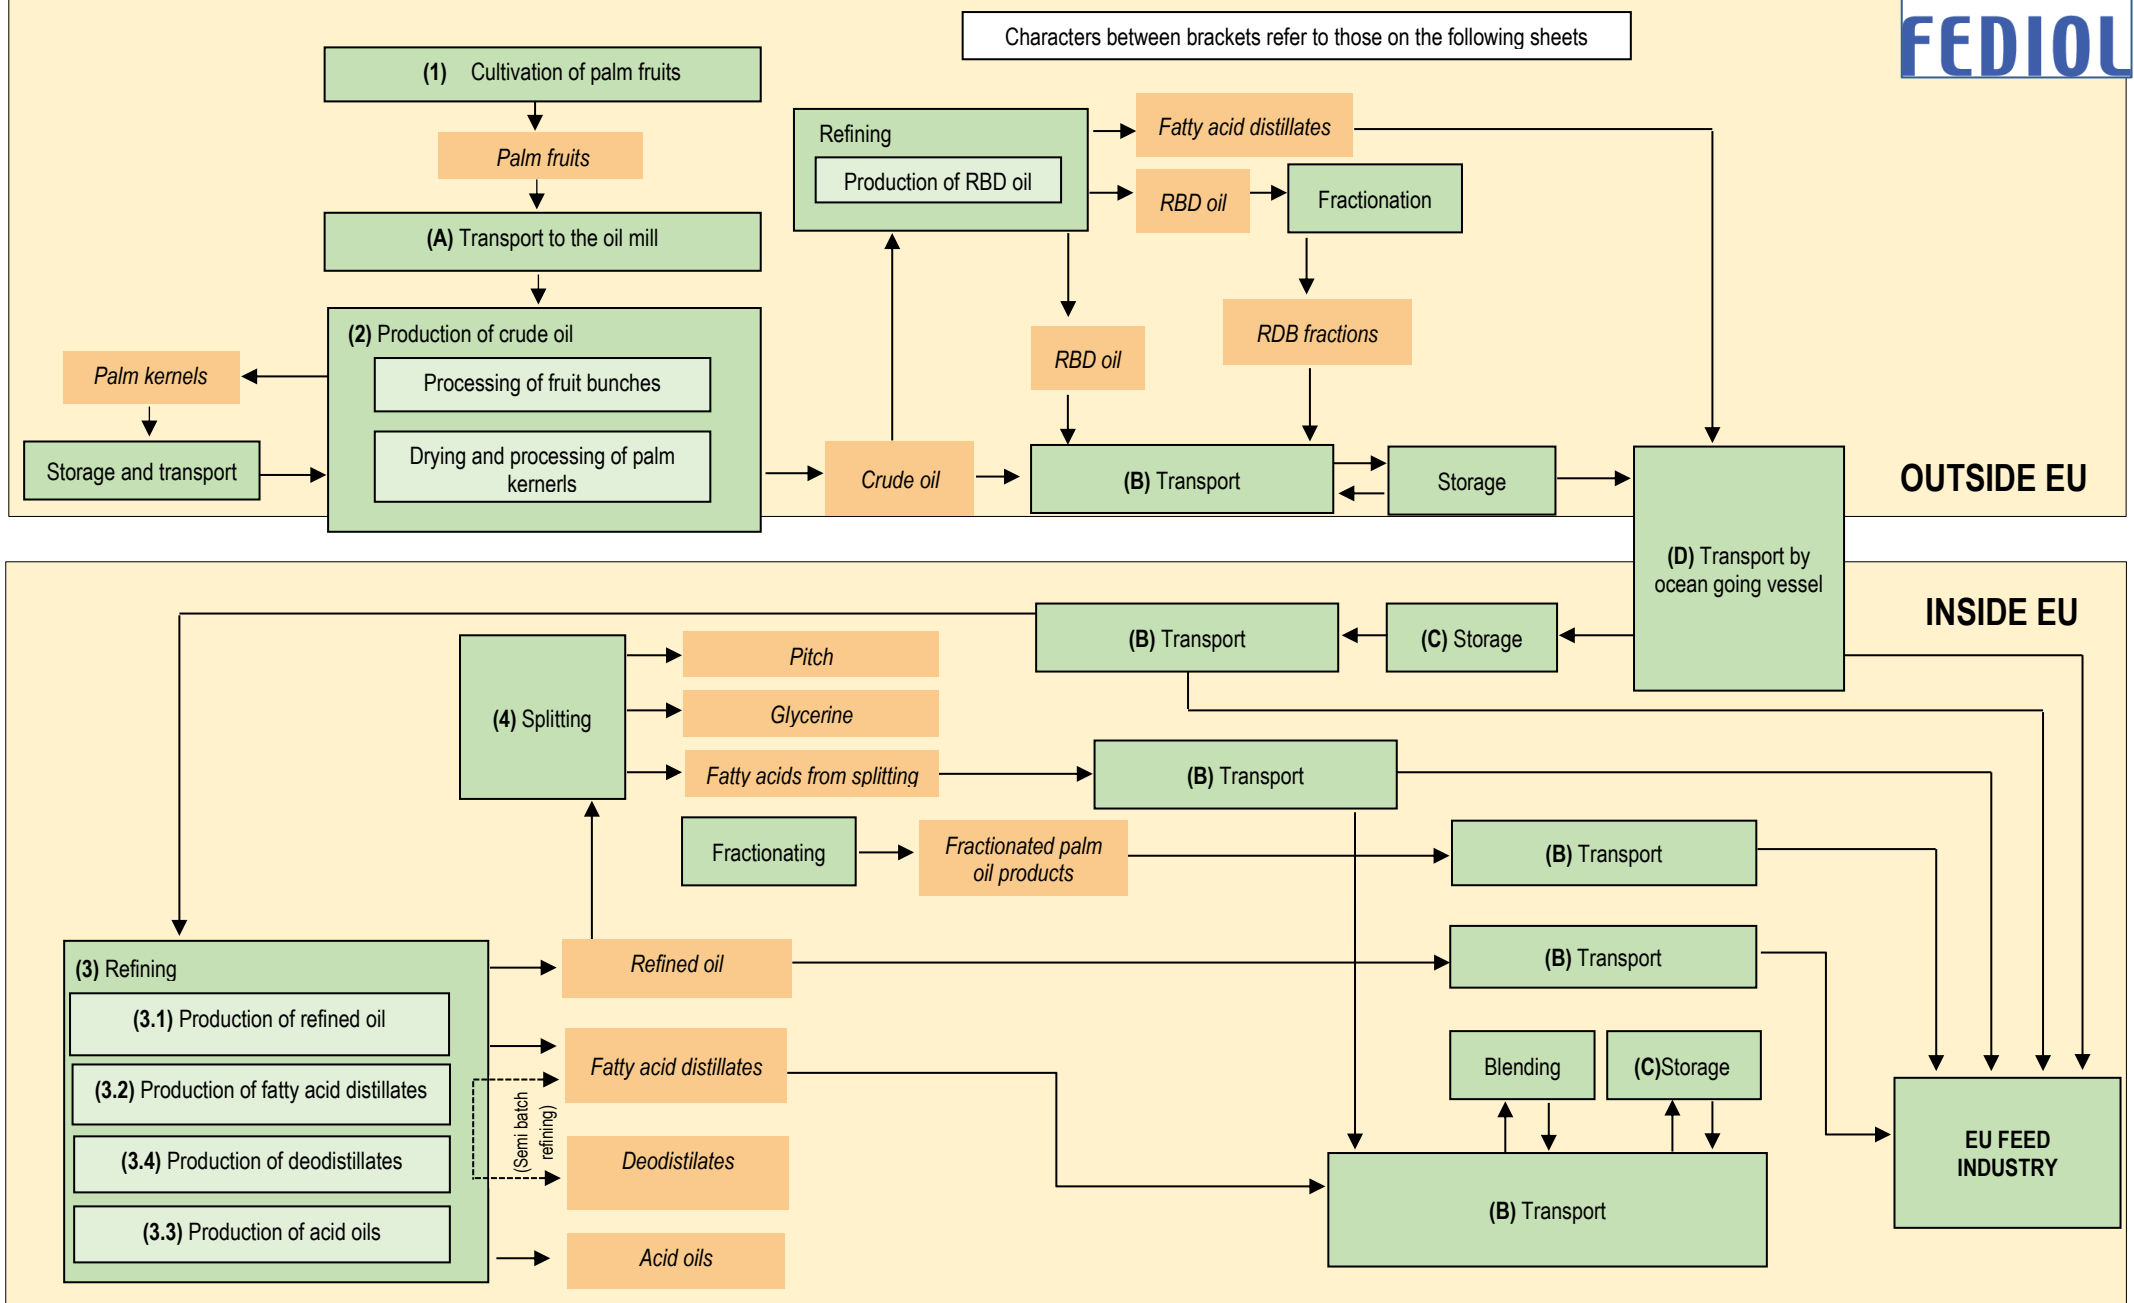 Characters between brackets refer to those on the following sheets
FEDIOL
(1) Cultivation of palm fruits
Palm fruits
(A) Transport to the oil mill
(2) Production of crude oil
Processing of fruit bunches
Drying and processing of palm
kernerls
Palm kernels
Storage and transport
Crude oil
Refining
Production of RBD oil
Fatty acid distillates
RBD oil
Fractionation
RBD oil
RDB fractions
(B) Transport
Storage
OUTSIDE EU
(D) Transport by
ocean going vessel
INSIDE EU
(B) Transport
(C) Storage
(4) Splitting
Pitch
Glycerine
Fatty acids from splitting
(B) Transport
Fractionating
Fractionated palm
oil products
(B) Transport
(3) Refining
(3.1) Production of refined oil
(3.2) Production of fatty acid distillates
(3.4) Production of deodistillates
(3.3) Production of acid oils
(Semi batch
refining)
Refined oil
(B) Transport
Fatty acid distillates
Deodistilates
Acid oils
Blending
(C)Storage
(B) Transport
EU FEED
INDUSTRY